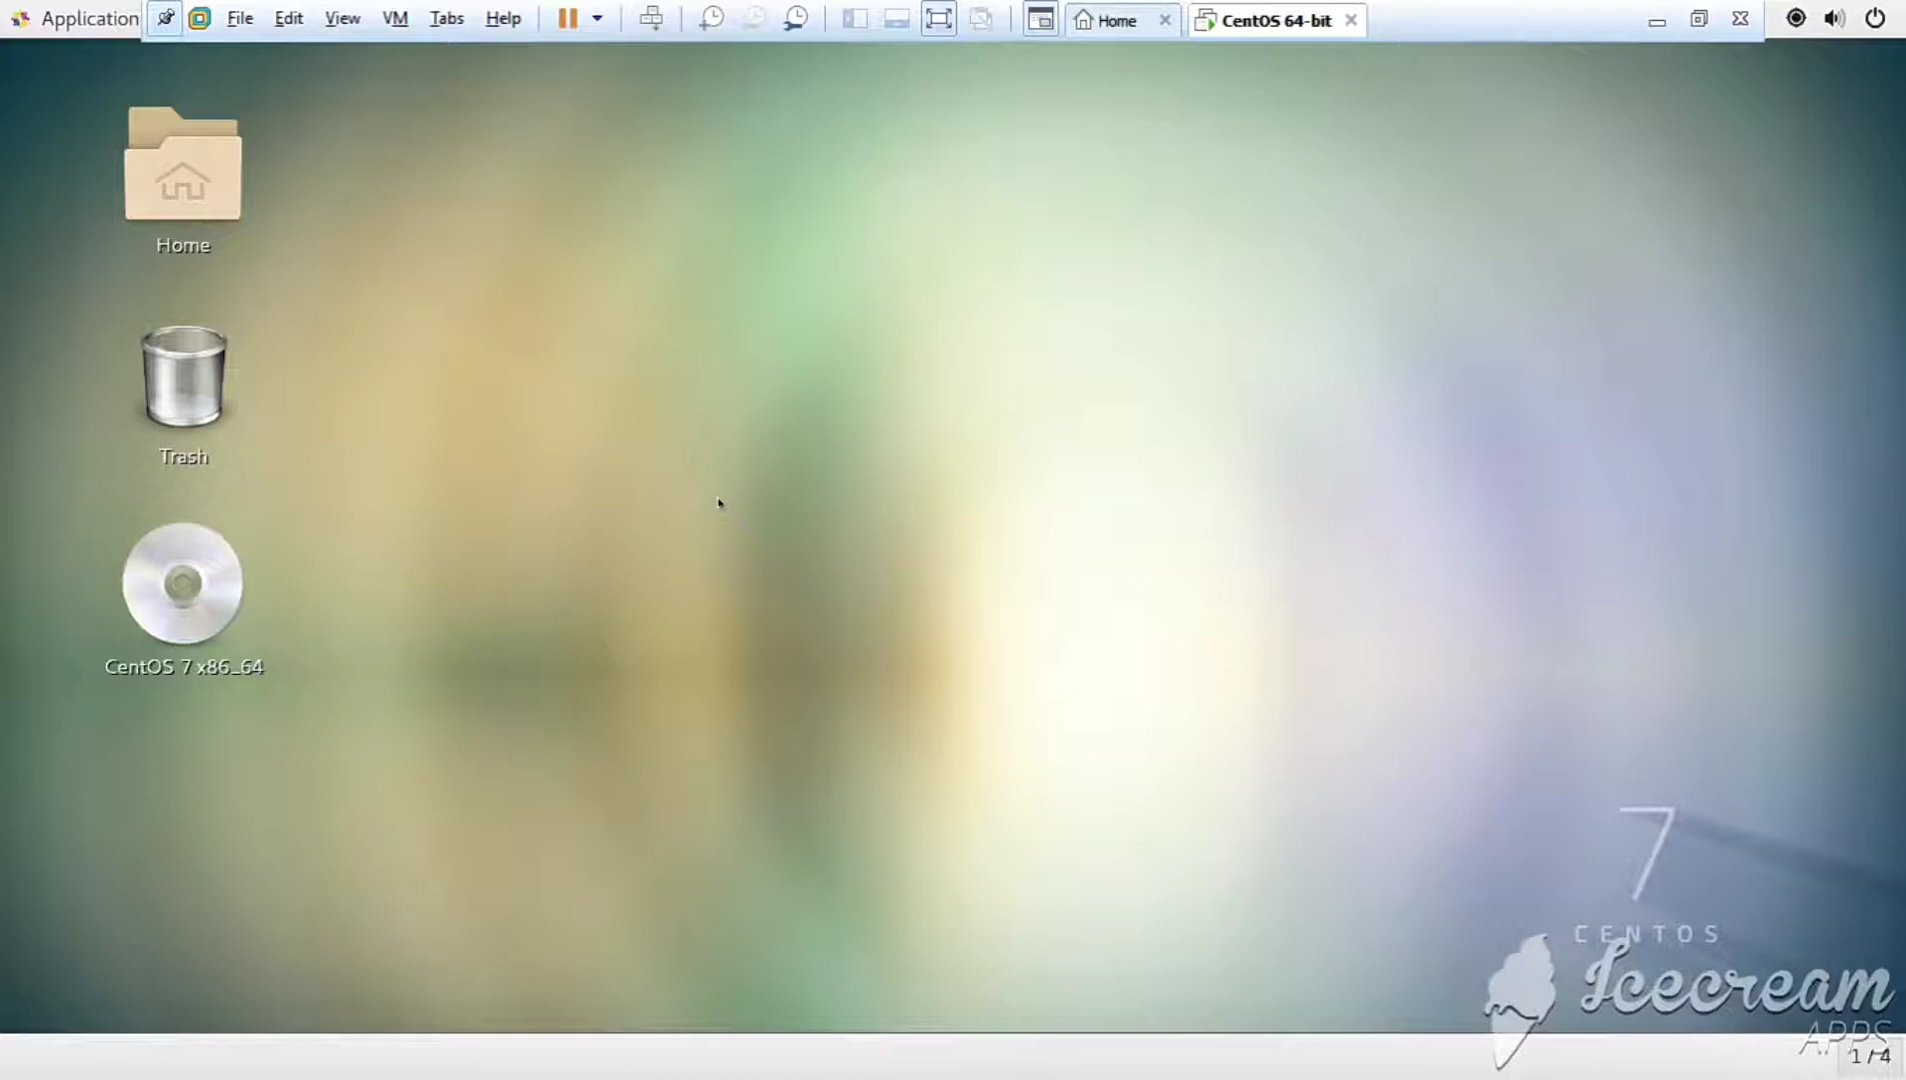 Application File Edit View VM Tabs Help Home CentOS 64-bit
Home
Trash
CentOS 7 x86_64
7
CENTOS
Icecream
APPS
1 / 4